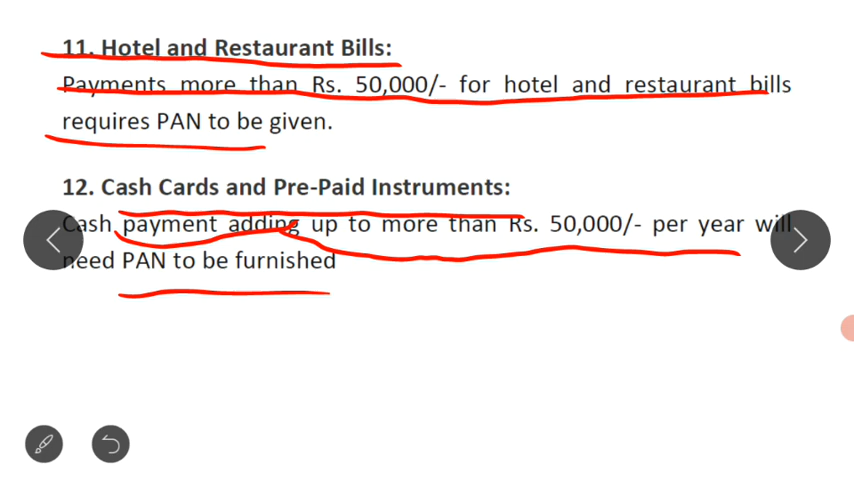 11. Hotel and Restaurant Bills:
Payments more than Rs. 50,000/- for hotel and restaurant bills
requires PAN to be given.
12. Cash Cards and Pre-Paid Instruments:
Cash payment adding up to more than Rs. 50,000/- per year will
need PAN to be furnished